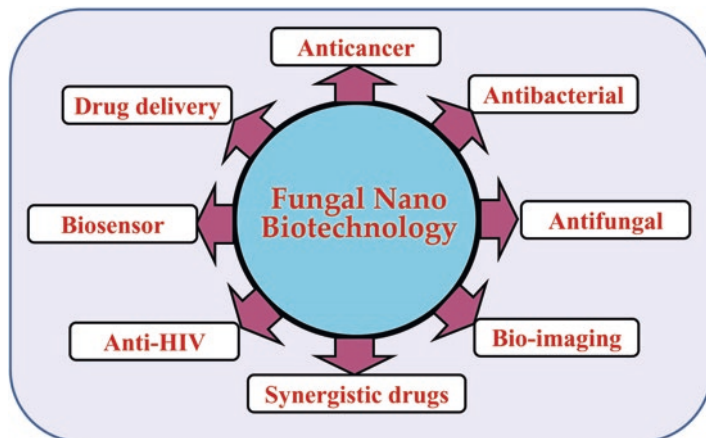 Anticancer
Drug delivery
Antibacterial
Fungal Nano
Biotechnology
Biosensor
Antifungal
Anti-HIV
Bio-imaging
Synergistic drugs